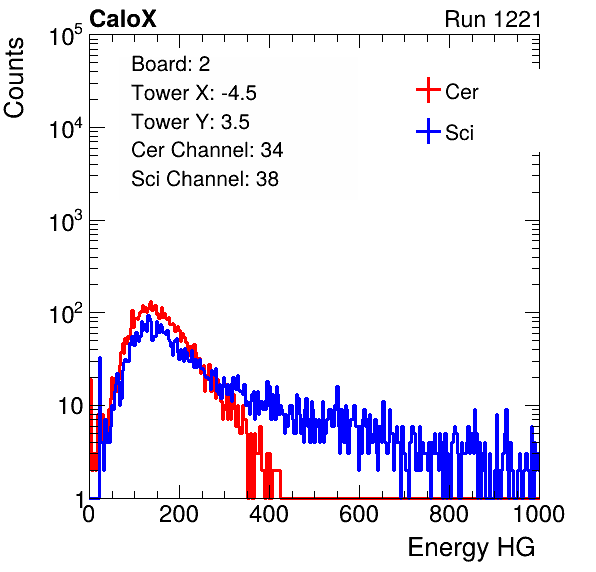 CaloX Run 1221
Counts
10^5
10^4
10^3
10^2
10
1
Board: 2
Tower X: -4.5
Tower Y: 3.5
Cer Channel: 34
Sci Channel: 38
Cer
Sci
0 200 400 600 800 1000
Energy HG